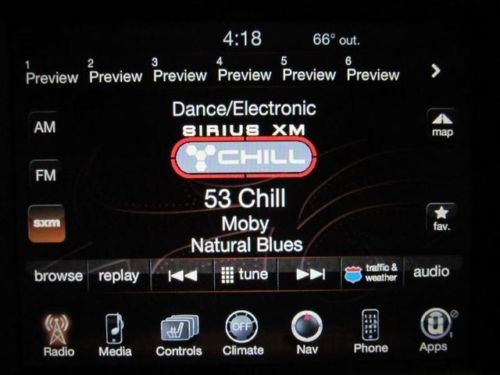 4:18 66° out.
1 2 3 4 5 6
Preview Preview Preview Preview Preview Preview
Dance/Electronic
AM
SIRIUS XM
map
CHILL
FM
53 Chill
sxm
Moby
fav.
Natural Blues
browse replay tune traffic & weather audio
OFF
Radio Media Controls Climate Nav Phone Apps